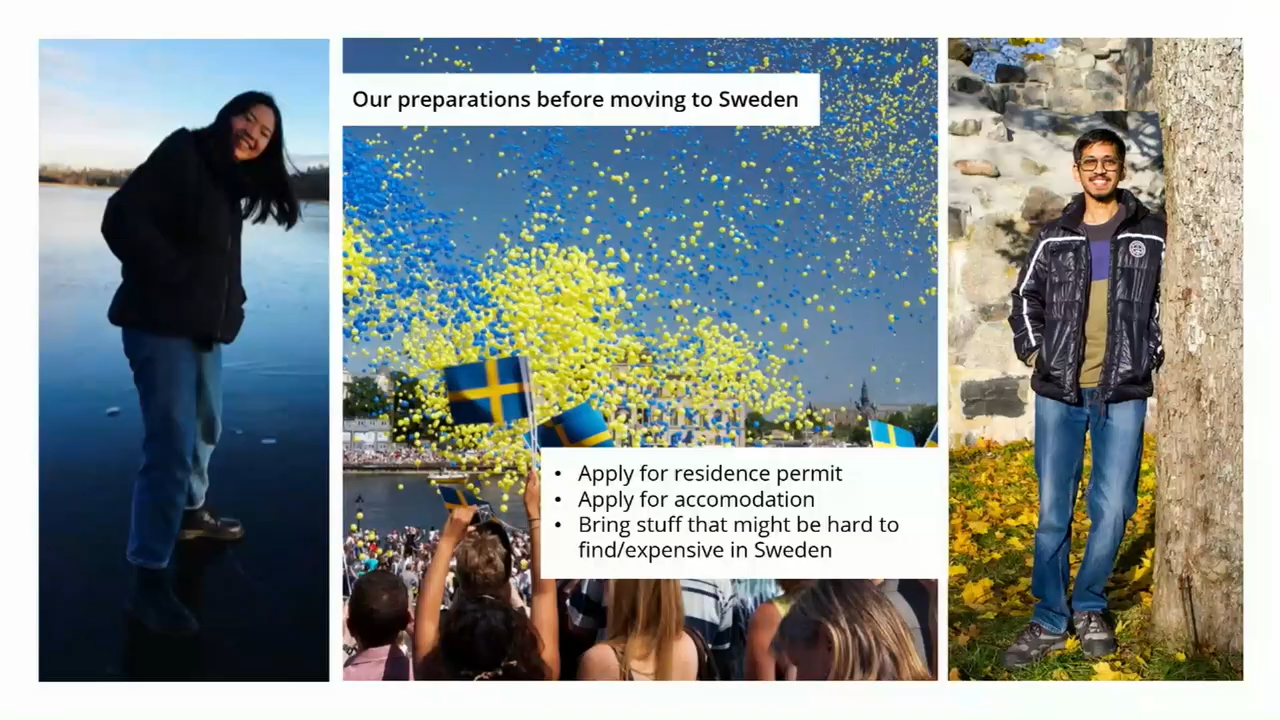 Our preparations before moving to Sweden
• Apply for residence permit
• Apply for accomodation
• Bring stuff that might be hard to
find/expensive in Sweden